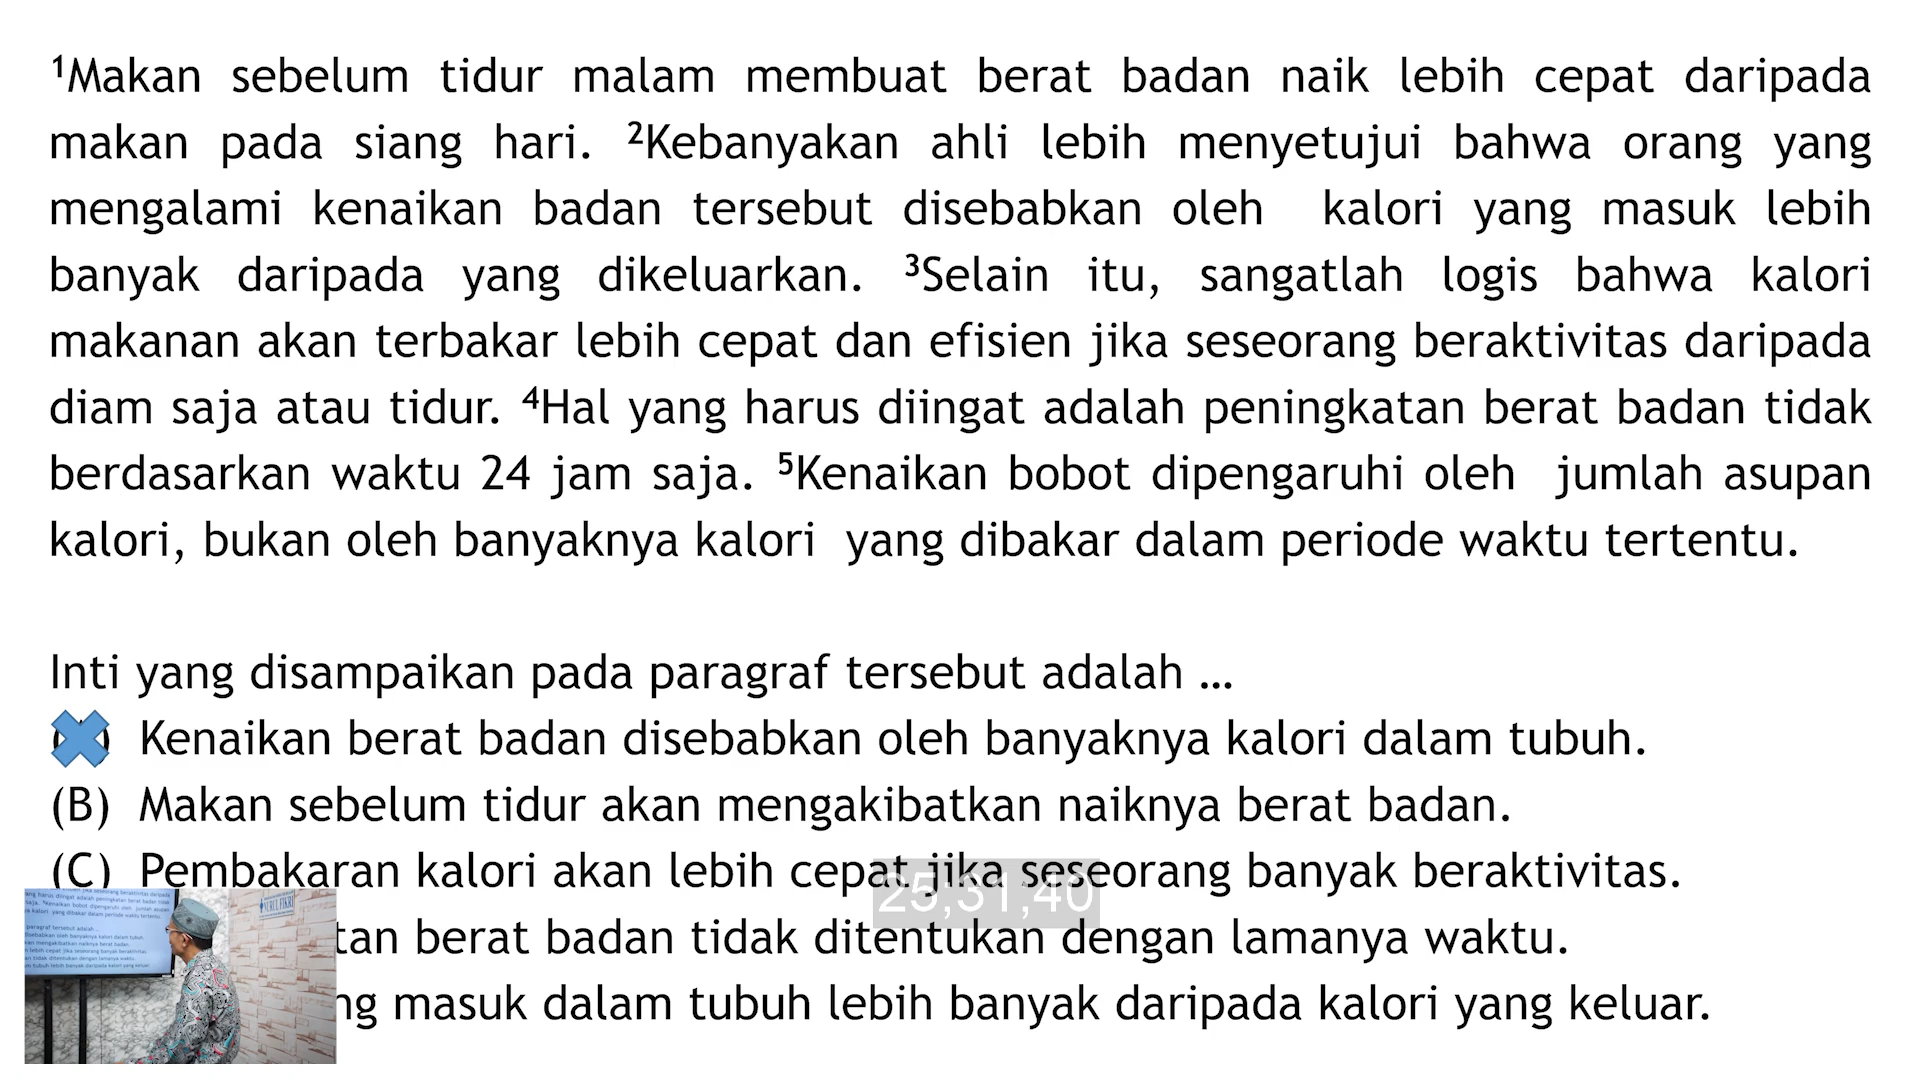 ¹Makan sebelum tidur malam membuat berat badan naik lebih cepat daripada
makan pada siang hari. ²Kebanyakan ahli lebih menyetujui bahwa orang yang
mengalami kenaikan badan tersebut disebabkan oleh kalori yang masuk lebih
banyak daripada yang dikeluarkan. ³Selain itu, sangatlah logis bahwa kalori
makanan akan terbakar lebih cepat dan efisien jika seseorang beraktivitas daripada
diam saja atau tidur. ⁴Hal yang harus diingat adalah peningkatan berat badan tidak
berdasarkan waktu 24 jam saja. ⁵Kenaikan bobot dipengaruhi oleh jumlah asupan
kalori, bukan oleh banyaknya kalori yang dibakar dalam periode waktu tertentu.
Inti yang disampaikan pada paragraf tersebut adalah ...
Kenaikan berat badan disebabkan oleh banyaknya kalori dalam tubuh.
(B) Makan sebelum tidur akan mengakibatkan naiknya berat badan.
(C) Pembakaran kalori akan lebih cepat jika seseorang banyak beraktivitas.
25;31;40
tan berat badan tidak ditentukan dengan lamanya waktu.
ng masuk dalam tubuh lebih banyak daripada kalori yang keluar.
NURUL FIKRI